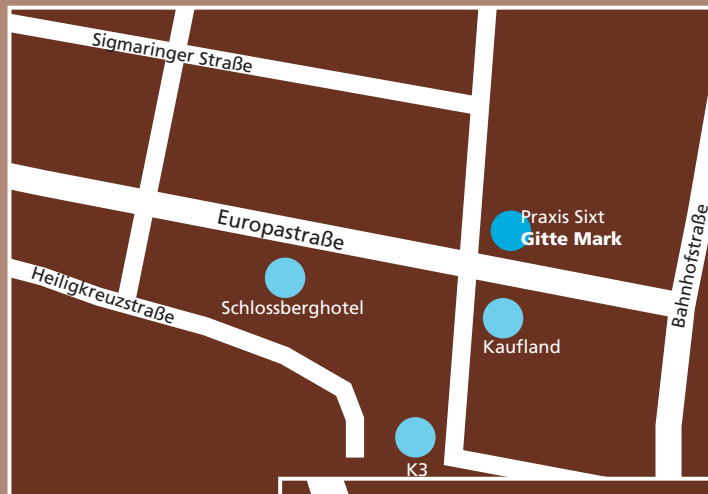 Sigmaringer Straße
Praxis Sixt
Gitte Mark
Europastraße
Bahnhofstraße
Heiligkreuzstraße
Schlossberghotel
Kaufland
K3